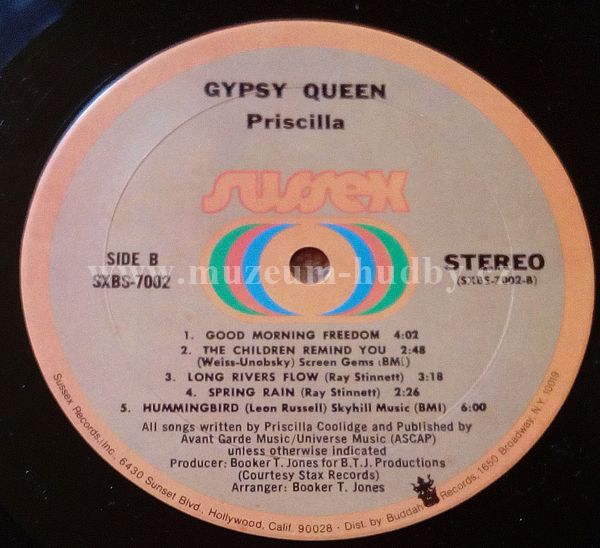 GYPSY QUEEN
Priscilla
sussex
SIDE B
SXBS-7002
STEREO
(SXBS-7002-B)
www.muzeum-hudby.cz
1. GOOD MORNING FREEDOM 4:02
2. THE CHILDREN REMIND YOU 2:48
(Weiss-Unobsky) Screen Gems (BMI)
3. LONG RIVERS FLOW (Ray Stinnett) 3:18
4. SPRING RAIN (Ray Stinnett) 2:26
5. HUMMINGBIRD (Leon Russell) Skyhill Music (BMI) 6:00
All songs written by Priscilla Coolidge and Published by
Avant Garde Music/Universe Music (ASCAP)
unless otherwise indicated
Producer: Booker T. Jones for B.T.J. Productions
(Courtesy Stax Records)
Arranger: Booker T. Jones
Sussex Records, Inc. 6430 Sunset Blvd., Hollywood, Calif. 90028 - Dist. by Buddah Records, 1650 Broadway, N.Y. 10019